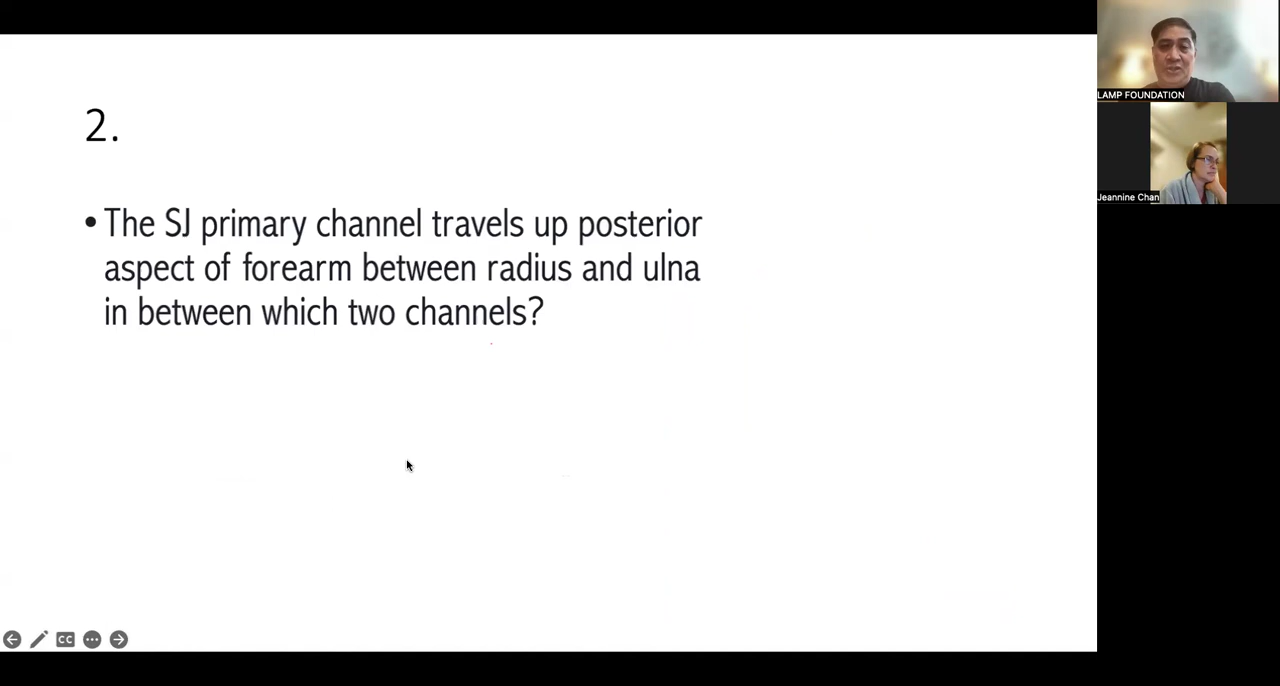 2.
• The SJ primary channel travels up posterior
aspect of forearm between radius and ulna
in between which two channels?
LAMP FOUNDATION
Jeannine Chan
CC